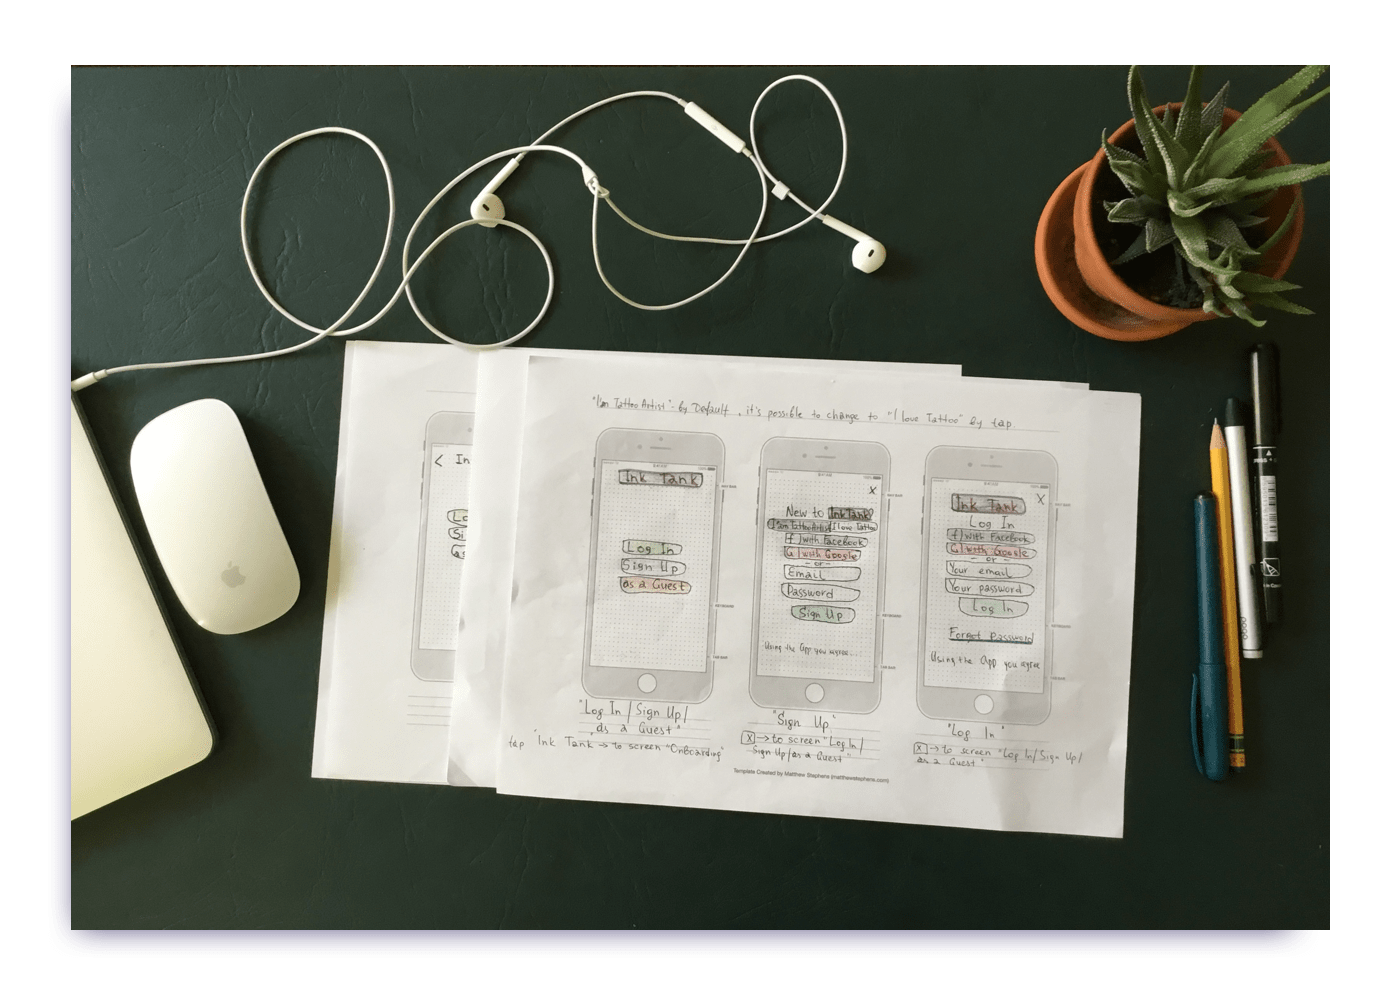 "I'm Tattoo Artist" - by Default, it's possible to change to "I love Tattoo" by tap
< In
Lo
Si
as
Ink Tank
Log In
Sign Up
as a Guest
"Log In / Sign Up /
as a Guest"
tap "Ink Tank → to screen "Onboarding"
X
New to Ink Tank?
I'm Tattoo Artist I love Tattoo
f | with Facebook
G | with Google
- or -
Email
Password
Sign Up
Using the App you agree...
"Sign Up"
X → to screen "Log In /
Sign Up / as a Guest"
X
Ink Tank
Log In
f | with Facebook
G | with Google
- or -
Your email
Your password
Log In
Forgot Password
Using the App you agree
"Log In"
X → to screen "Log In / Sign Up /
as a Guest"
Template Created by Matthew Stephens (matthewstephens.com)